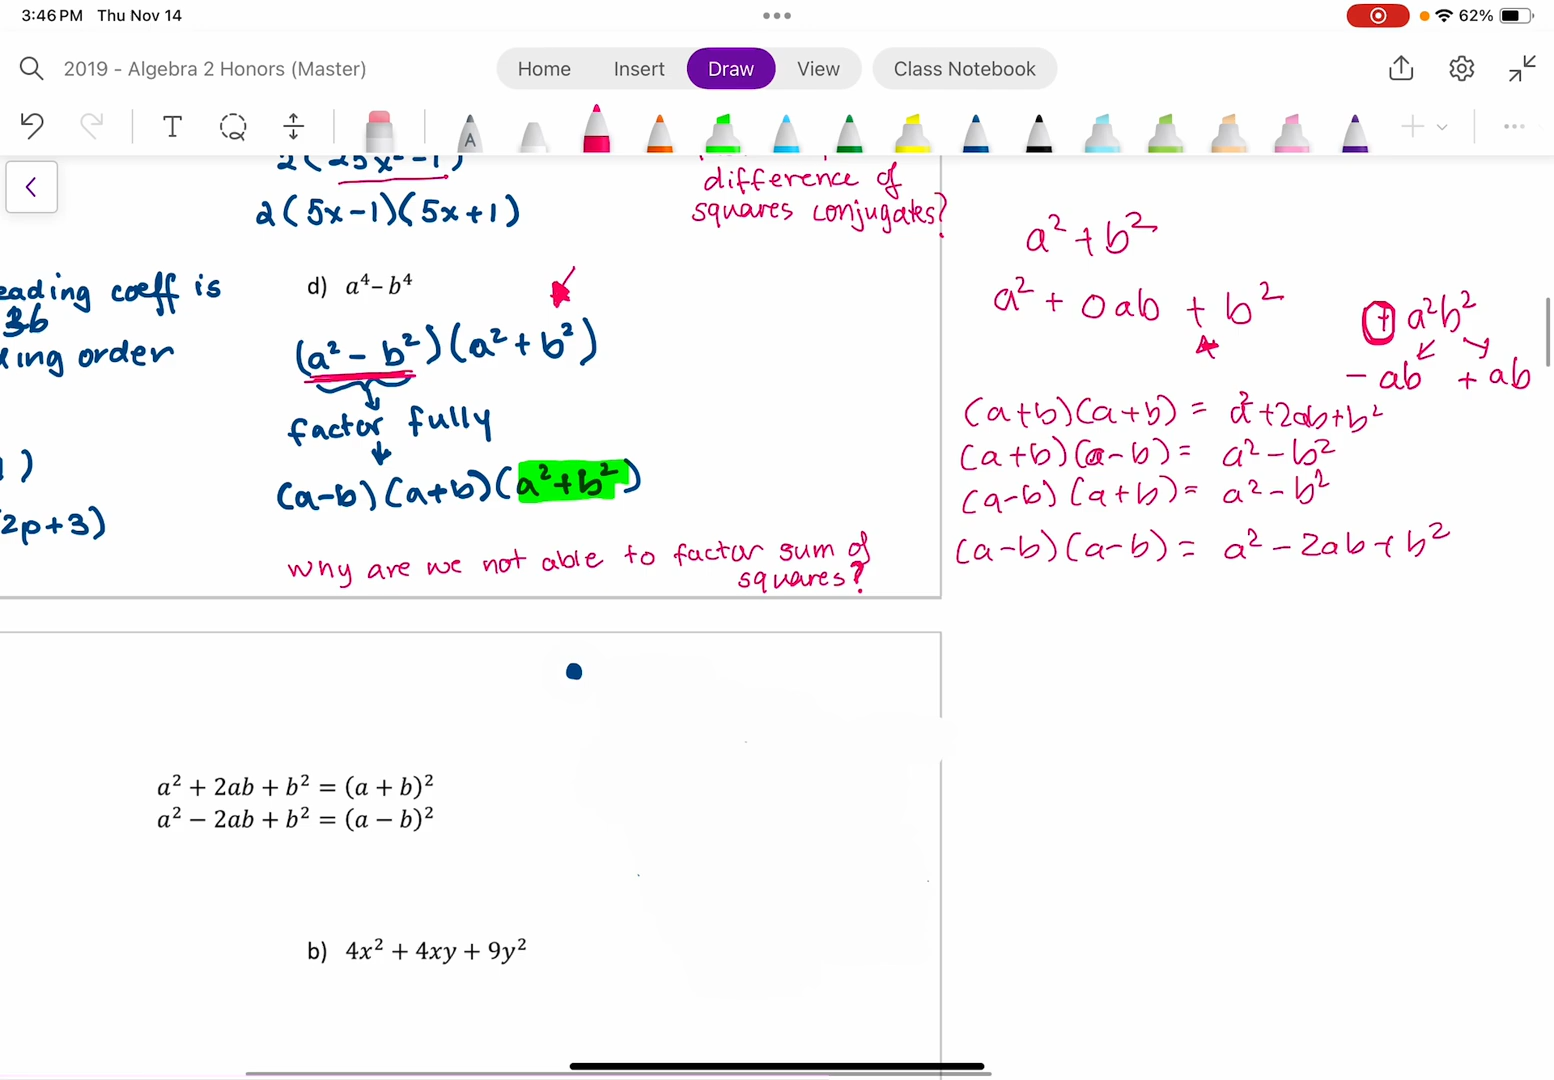 3:46 PM Thu Nov 14
62%
2019 - Algebra 2 Honors (Master)
Home Insert Draw View Class Notebook
T
A
2(25x² - 1)
2(5x-1)(5x+1)
difference of
squares conjugates?
eading coeff is
36
ing order
)
2p+3)
d) a⁴– b⁴
(a² - b²)(a² + b²)
factor fully
(a-b)(a+b)(a²+b²)
why are we not able to factor sum of
squares?
a² + b²
a² + 0ab + b²
+ a²b²
- ab + ab
(a+b)(a+b) = a²+2ab+b²
(a+b)(a-b) = a² - b²
(a-b)(a+b) = a² - b²
(a-b)(a-b) = a² - 2ab + b²
a² + 2ab + b² = (a + b)²
a² − 2ab + b² = (a − b)²
b) 4x² + 4xy + 9y²